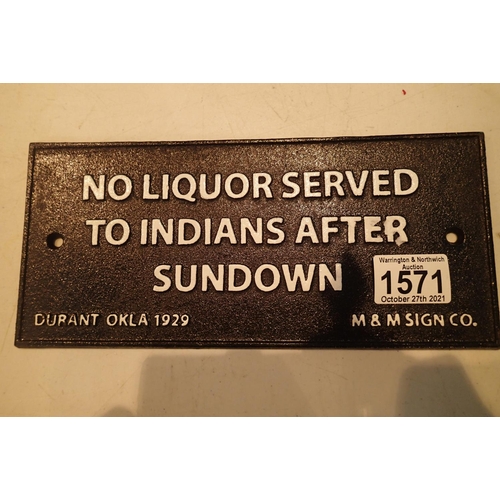 NO LIQUOR SERVED
TO INDIANS AFTER
SUNDOWN
Warrington & Northwich
Auction
1571
October 27th 2021
DURANT OKLA 1929
M & M SIGN CO.